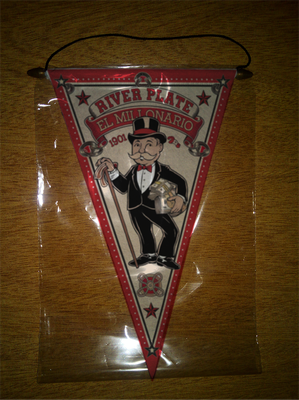 RIVER PLATE
EL MILLONARIO
1901